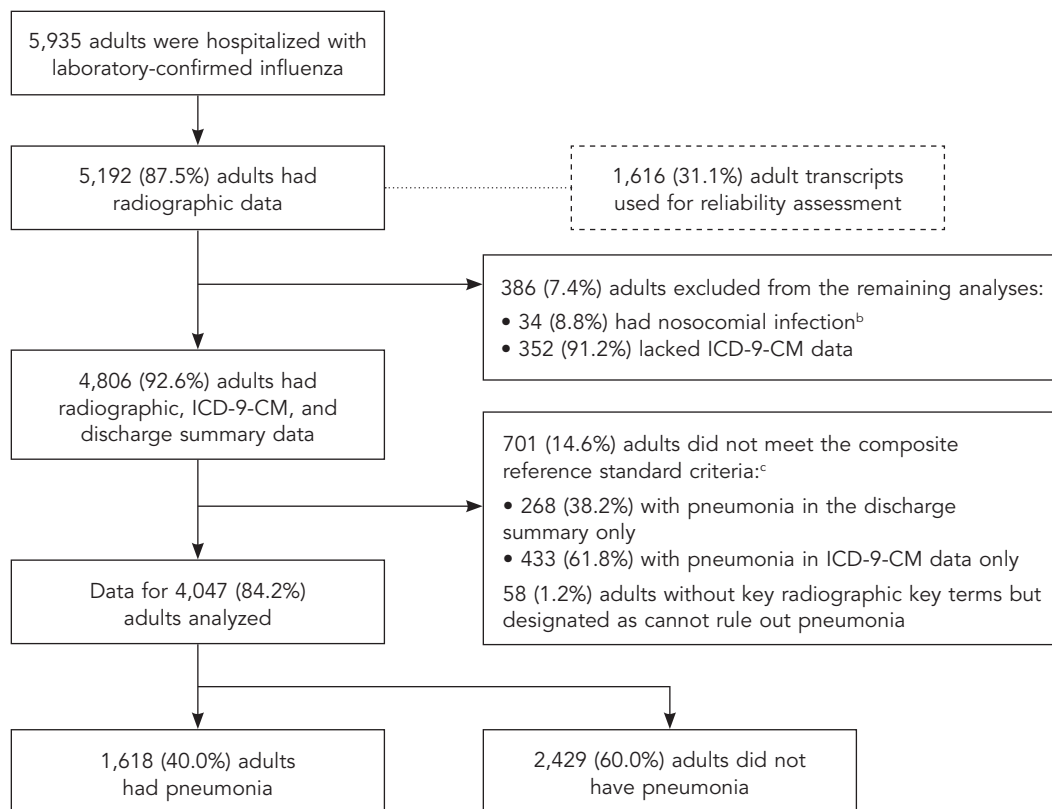 5,935 adults were hospitalized with
laboratory-confirmed influenza
5,192 (87.5%) adults had
radiographic data
1,616 (31.1%) adult transcripts
used for reliability assessment
386 (7.4%) adults excluded from the remaining analyses:
• 34 (8.8%) had nosocomial infectionᵇ
• 352 (91.2%) lacked ICD-9-CM data
4,806 (92.6%) adults had
radiographic, ICD-9-CM, and
discharge summary data
701 (14.6%) adults did not meet the composite
reference standard criteria:ᶜ
• 268 (38.2%) with pneumonia in the discharge
summary only
• 433 (61.8%) with pneumonia in ICD-9-CM data only
58 (1.2%) adults without key radiographic key terms but
designated as cannot rule out pneumonia
Data for 4,047 (84.2%)
adults analyzed
1,618 (40.0%) adults
had pneumonia
2,429 (60.0%) adults did not
have pneumonia